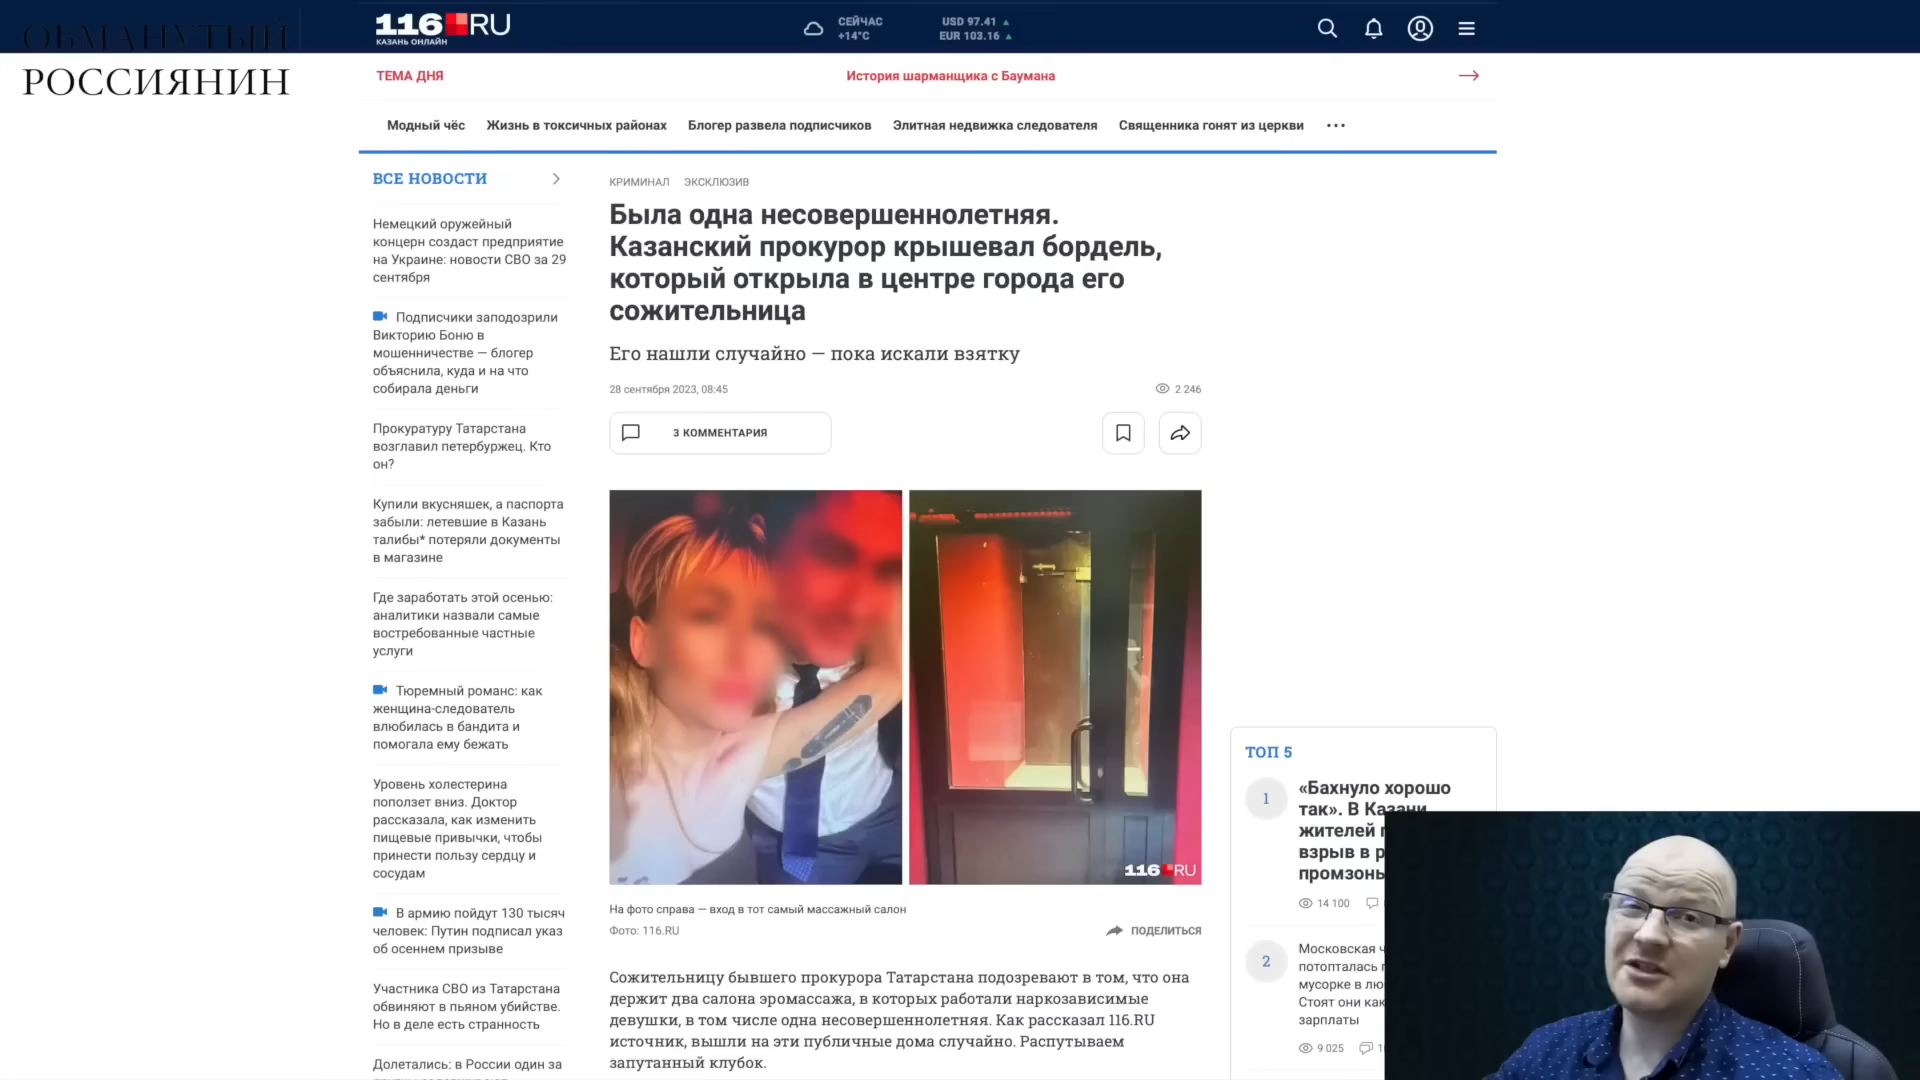 ОБМАНУТЫЙ
РОССИЯНИН
116 RU
КАЗАНЬ ОНЛАЙН
СЕЙЧАС
+14°C
USD 97.41
EUR 103.16
ТЕМА ДНЯ
История шарманщика с Баумана
Модный чёс Жизнь в токсичных районах Блогер развела подписчиков Элитная недвижка следователя Священника гонят из церкви ...
ВСЕ НОВОСТИ
Немецкий оружейный
концерн создаст предприятие
на Украине: новости СВО за 29
сентября
Подписчики заподозрили
Викторию Боню в
мошенничестве — блогер
объяснила, куда и на что
собирала деньги
Прокуратуру Татарстана
возглавил петербуржец. Кто
он?
Купили вкусняшек, а паспорта
забыли: летевшие в Казань
талибы* потеряли документы
в магазине
Где заработать этой осенью:
аналитики назвали самые
востребованные частные
услуги
Тюремный романс: как
женщина-следователь
влюбилась в бандита и
помогала ему бежать
Уровень холестерина
поползет вниз. Доктор
рассказала, как изменить
пищевые привычки, чтобы
принести пользу сердцу и
сосудам
В армию пойдут 130 тысяч
человек: Путин подписал указ
об осеннем призыве
Участника СВО из Татарстана
обвиняют в пьяном убийстве.
Но в деле есть странность
Долетались: в России один за
КРИМИНАЛ ЭКСКЛЮЗИВ
Была одна несовершеннолетняя.
Казанский прокурор крышевал бордель,
который открыла в центре города его
сожительница
Его нашли случайно — пока искали взятку
28 сентября 2023, 08:45
2 246
3 КОММЕНТАРИЯ
116 RU
На фото справа — вход в тот самый массажный салон
Фото: 116.RU
ПОДЕЛИТЬСЯ
Сожительницу бывшего прокурора Татарстана подозревают в том, что она
держит два салона эромассажа, в которых работали наркозависимые
девушки, в том числе одна несовершеннолетняя. Как рассказал 116.RU
источник, вышли на эти публичные дома случайно. Распутываем
запутанный клубок.
ТОП 5
1
«Бахнуло хорошо
так». В Казани
жителей
взрыв в
промзоны
14 100
2
Московская
потопталась
мусорке в
Стоят они как
зарплаты
9 025